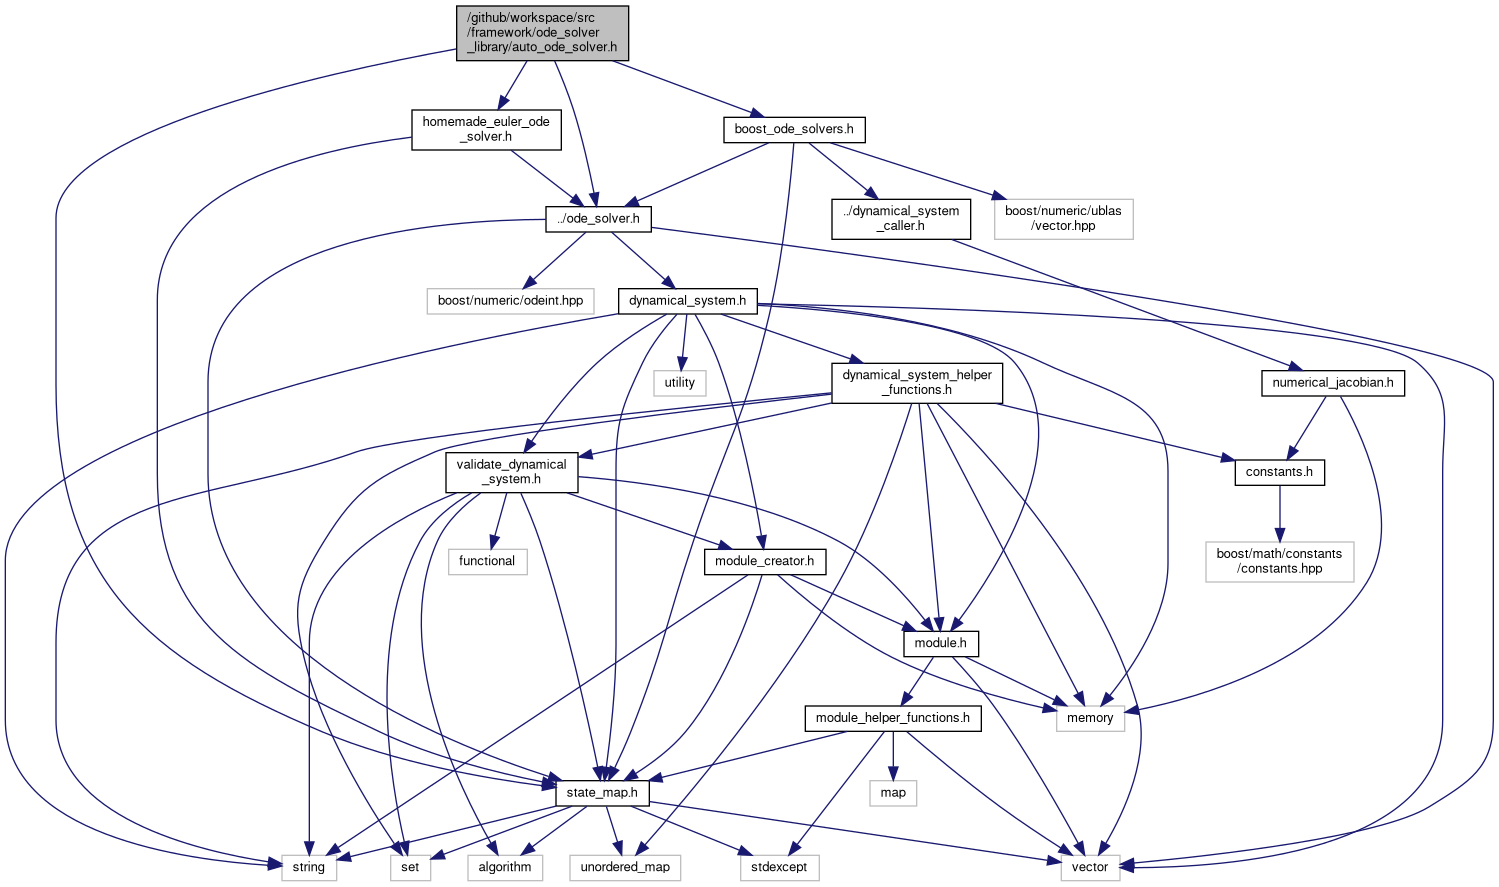 /github/workspace/src
/framework/ode_solver
_library/auto_ode_solver.h
homemade_euler_ode
_solver.h
boost_ode_solvers.h
../ode_solver.h
../dynamical_system
_caller.h
boost/numeric/ublas
/vector.hpp
boost/numeric/odeint.hpp
dynamical_system.h
utility
dynamical_system_helper
_functions.h
numerical_jacobian.h
validate_dynamical
_system.h
constants.h
functional
module_creator.h
boost/math/constants
/constants.hpp
module.h
module_helper_functions.h
memory
state_map.h
map
string
set
algorithm
unordered_map
stdexcept
vector